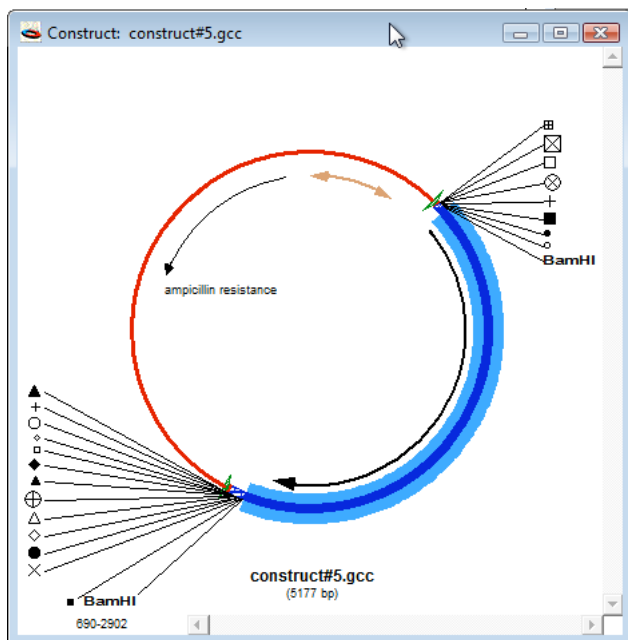 Construct: construct#5.gcc
BamHI
ampicillin resistance
construct#5.gcc
(5177 bp)
BamHI
690-2902